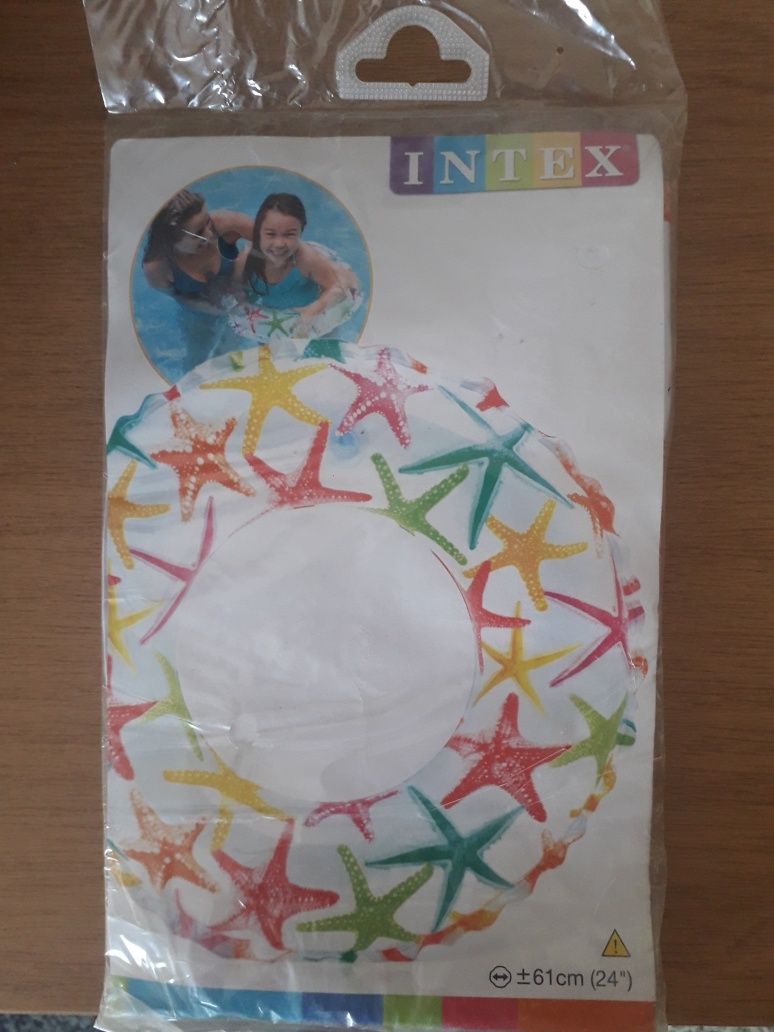 INTEX
±61cm (24")